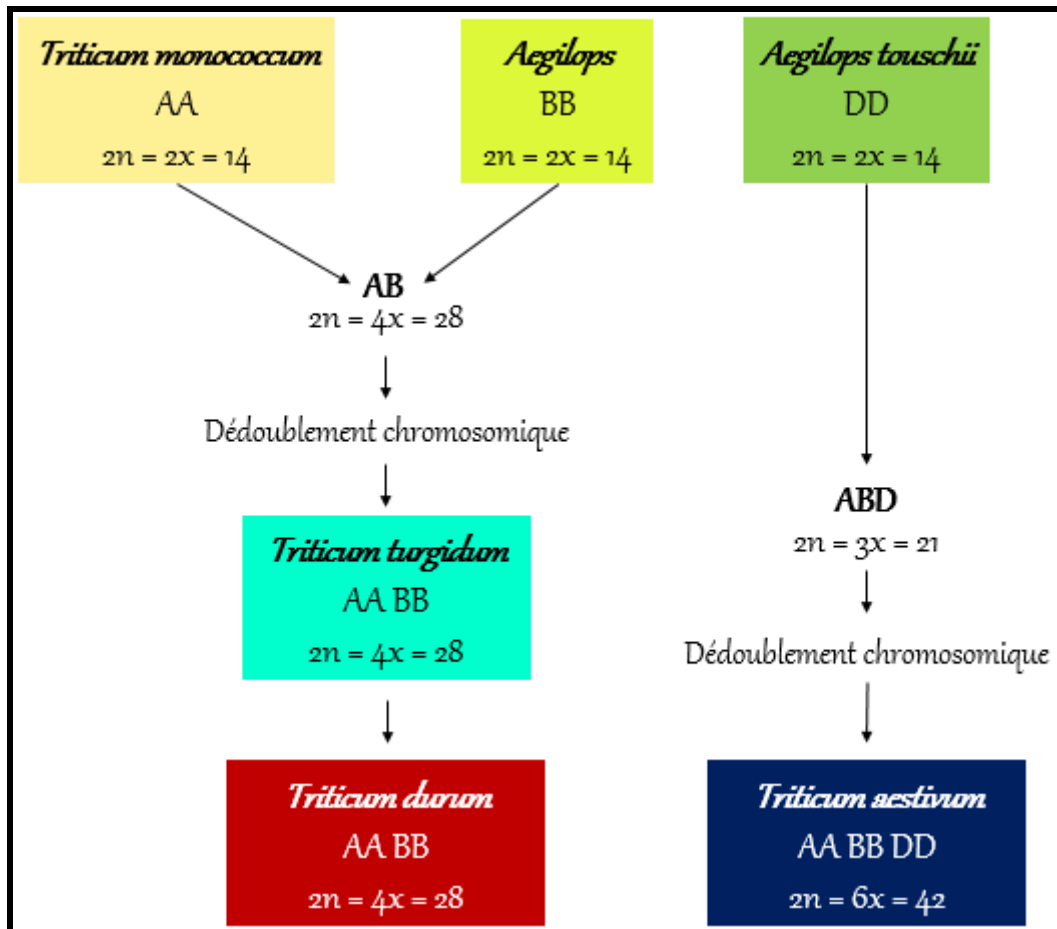 Triticum monococcum
AA
2n = 2x = 14
Aegilops
BB
2n = 2x = 14
Aegilops touschii
DD
2n = 2x = 14
AB
2n = 4x = 28
Dédoublement chromosomique
Triticum turgidum
AA BB
2n = 4x = 28
Triticum durum
AA BB
2n = 4x = 28
ABD
2n = 3x = 21
Dédoublement chromosomique
Triticum aestivum
AA BB DD
2n = 6x = 42